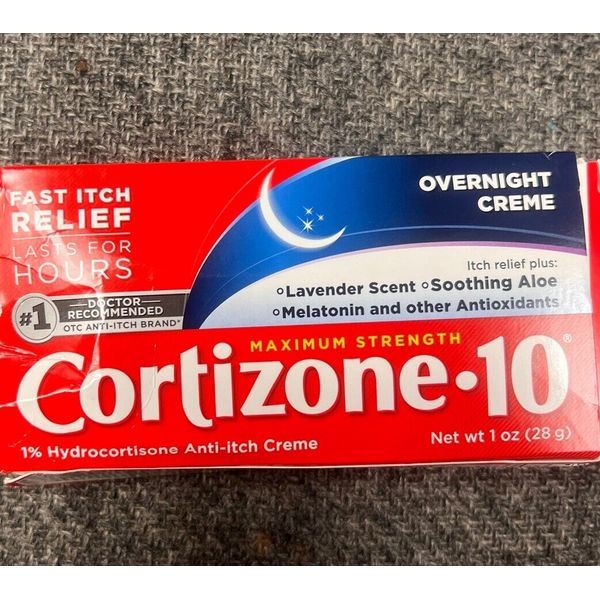 FAST ITCH
RELIEF
LASTS FOR
HOURS
#1 DOCTOR
RECOMMENDED
OTC ANTI-ITCH BRAND*
OVERNIGHT
CREME
Itch relief plus:
°Lavender Scent °Soothing Aloe
°Melatonin and other Antioxidants
MAXIMUM STRENGTH
Cortizone•10®
1% Hydrocortisone Anti-itch Creme
Net wt 1 oz (28 g)